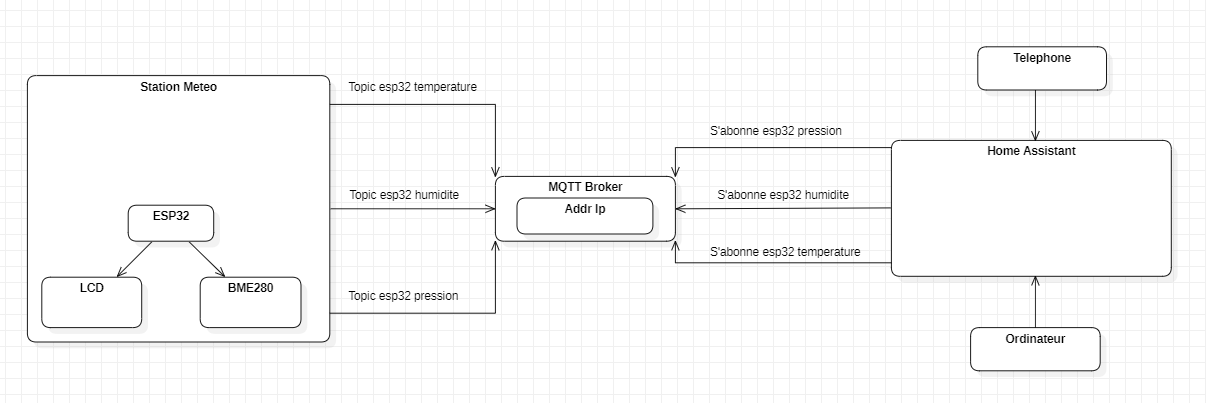 Telephone
Station Meteo
Topic esp32 temperature
S'abonne esp32 pression
Home Assistant
MQTT Broker
Topic esp32 humidite
S'abonne esp32 humidite
Addr Ip
ESP32
S'abonne esp32 temperature
LCD
BME280
Topic esp32 pression
Ordinateur